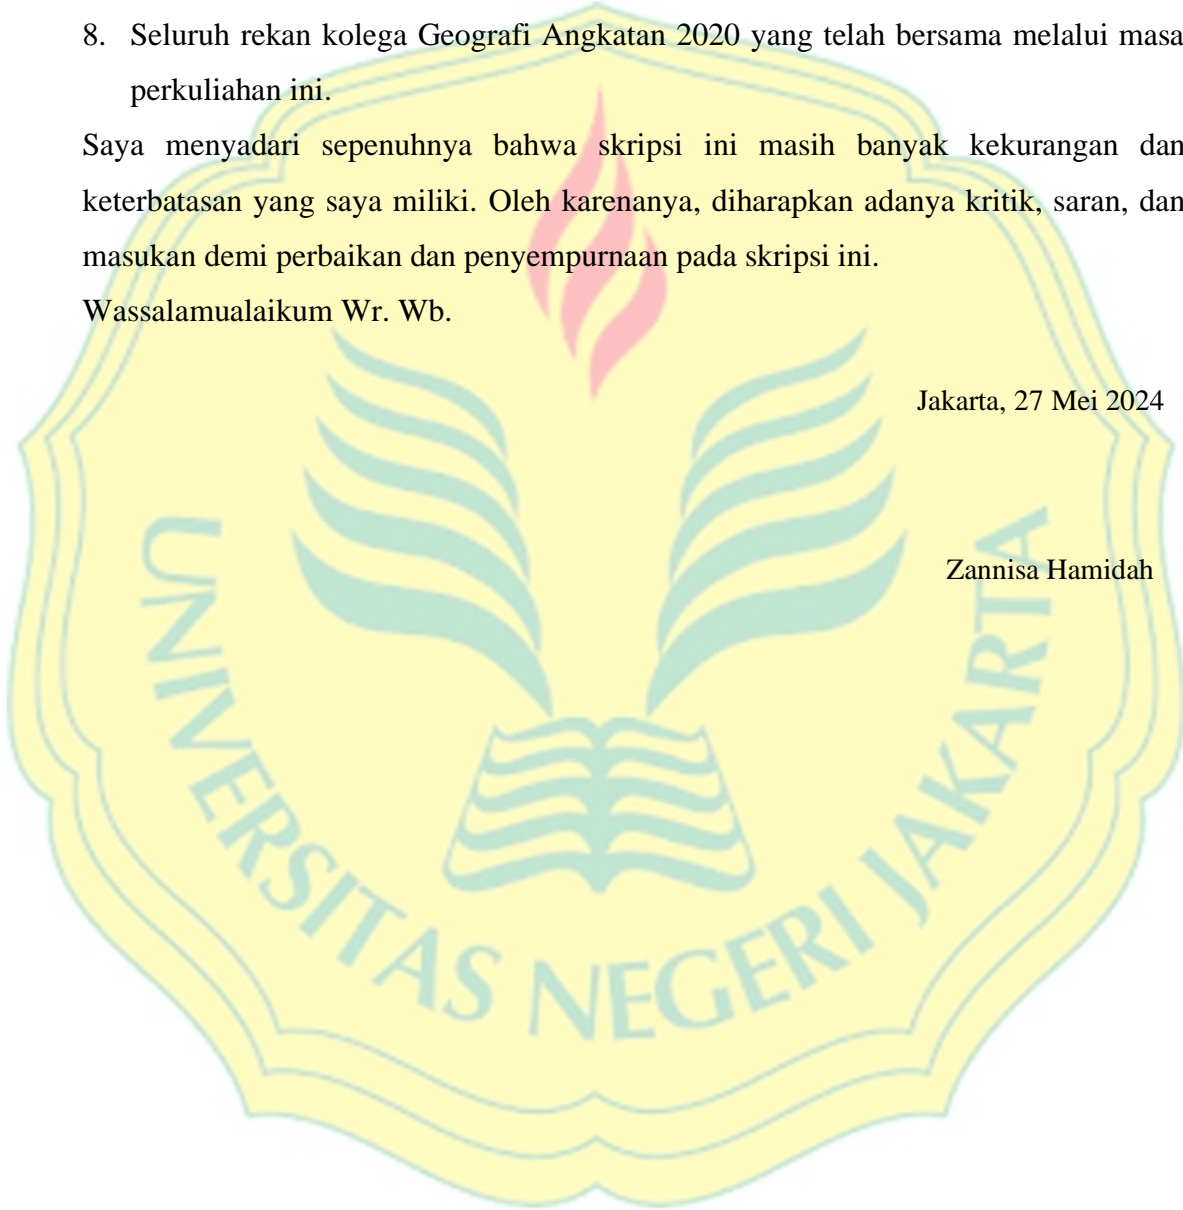 8. Seluruh rekan kolega Geografi Angkatan 2020 yang telah bersama melalui masa
perkuliahan ini.
Saya menyadari sepenuhnya bahwa skripsi ini masih banyak kekurangan dan
keterbatasan yang saya miliki. Oleh karenanya, diharapkan adanya kritik, saran, dan
masukan demi perbaikan dan penyempurnaan pada skripsi ini.
Wassalamualaikum Wr. Wb.
Jakarta, 27 Mei 2024
Zannisa Hamidah
UNIVERSITAS NEGERI JAKARTA